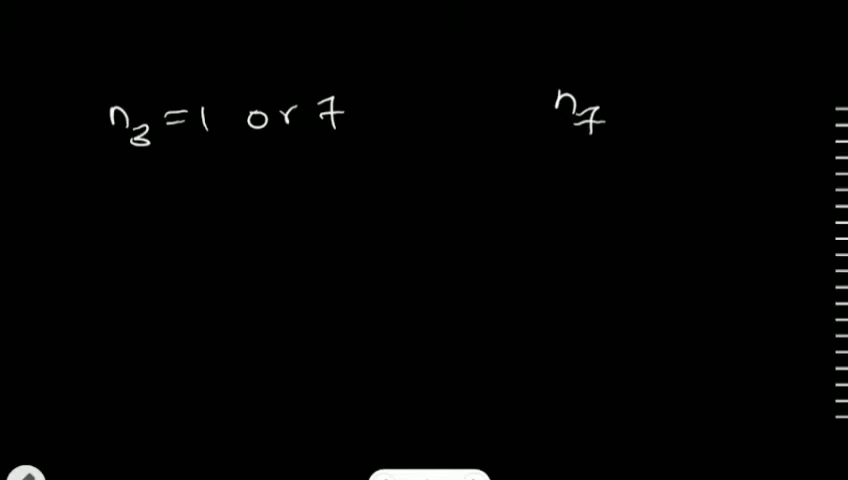 n₃ = 1 or 7 n₇